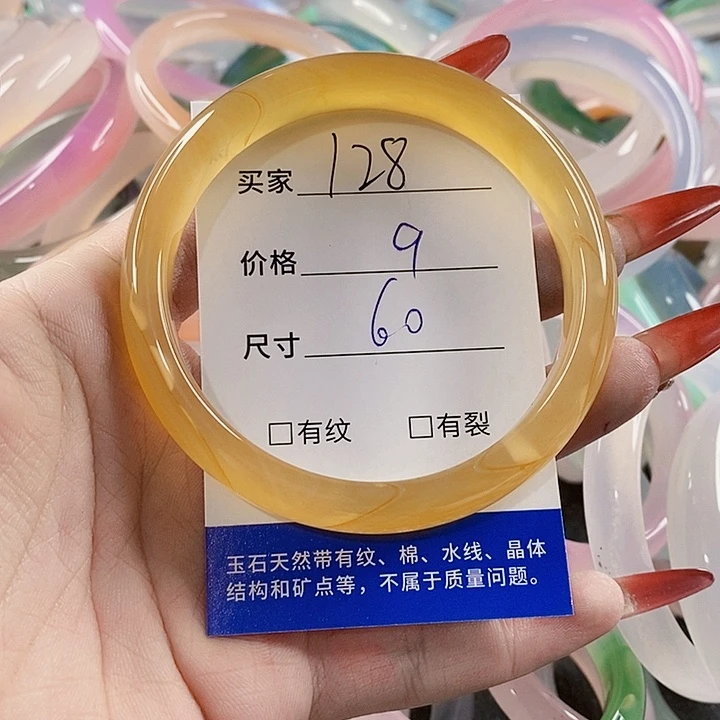 买家 128
价格 9
尺寸 60
□有纹 □有裂
玉石天然带有纹、棉、水线、晶体
结构和矿点等，不属于质量问题。